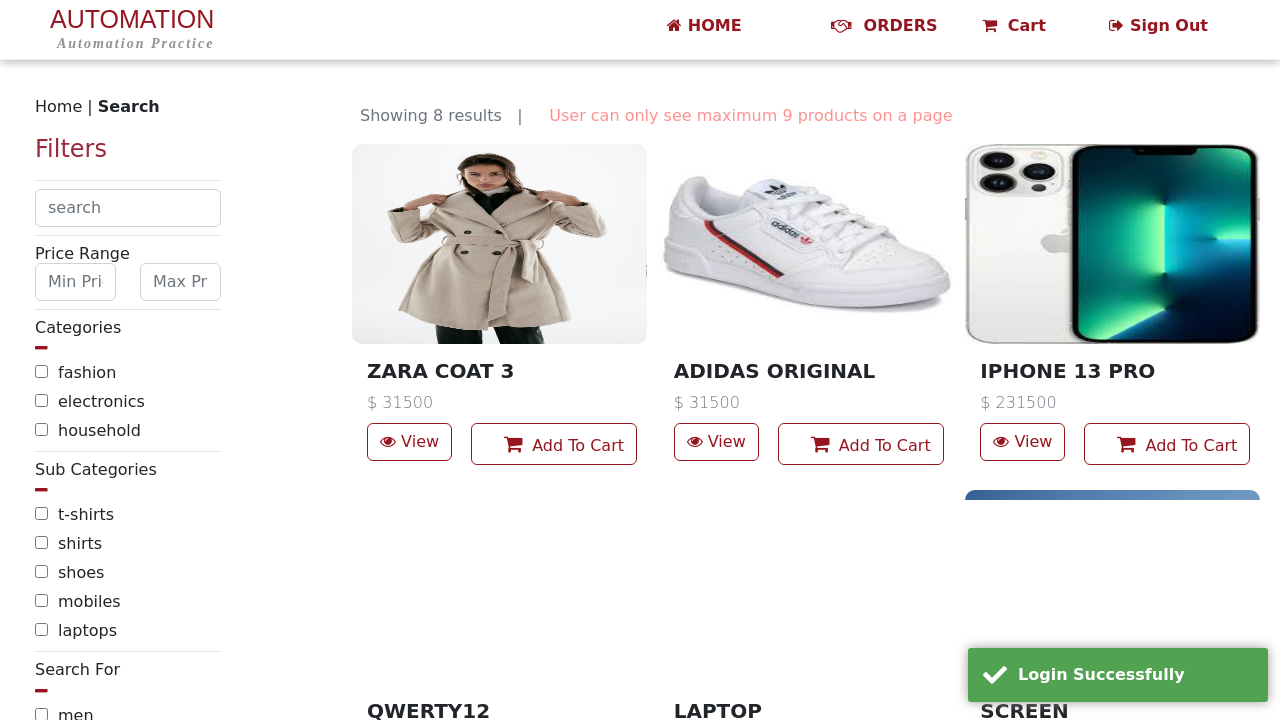 AUTOMATION
Automation Practice
HOME
ORDERS
Cart
Sign Out
Home | Search
Filters
search
Price Range
Min Pri
Max Pr
Categories
fashion
electronics
household
Sub Categories
t-shirts
shirts
shoes
mobiles
laptops
Search For
men
Showing 8 results |
User can only see maximum 9 products on a page
adidas
ZARA COAT 3
$ 31500
View
Add To Cart
ADIDAS ORIGINAL
$ 31500
View
Add To Cart
IPHONE 13 PRO
$ 231500
View
Add To Cart
QWERTY12
LAPTOP
SCREEN
Login Successfully